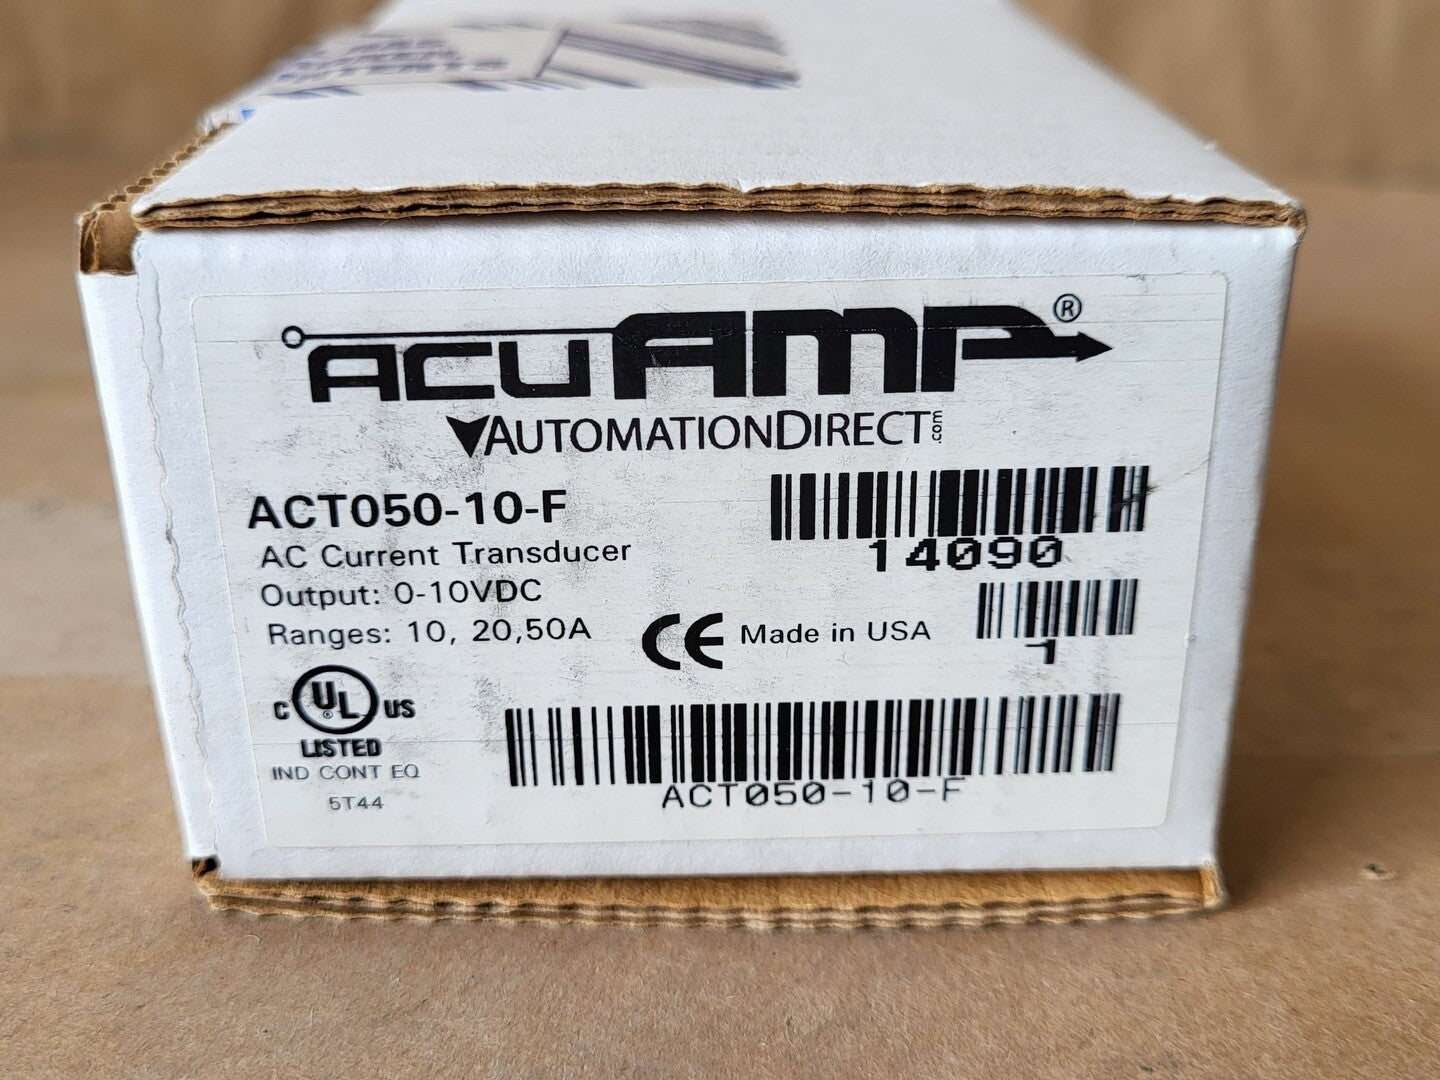 ACUAMP®
AUTOMATIONDIRECT.com
ACT050-10-F
AC Current Transducer
Output: 0-10VDC
Ranges: 10, 20,50A
14090
CE Made in USA
1
C UL® US
LISTED
IND CONT EQ
5T44
ACT050-10-F